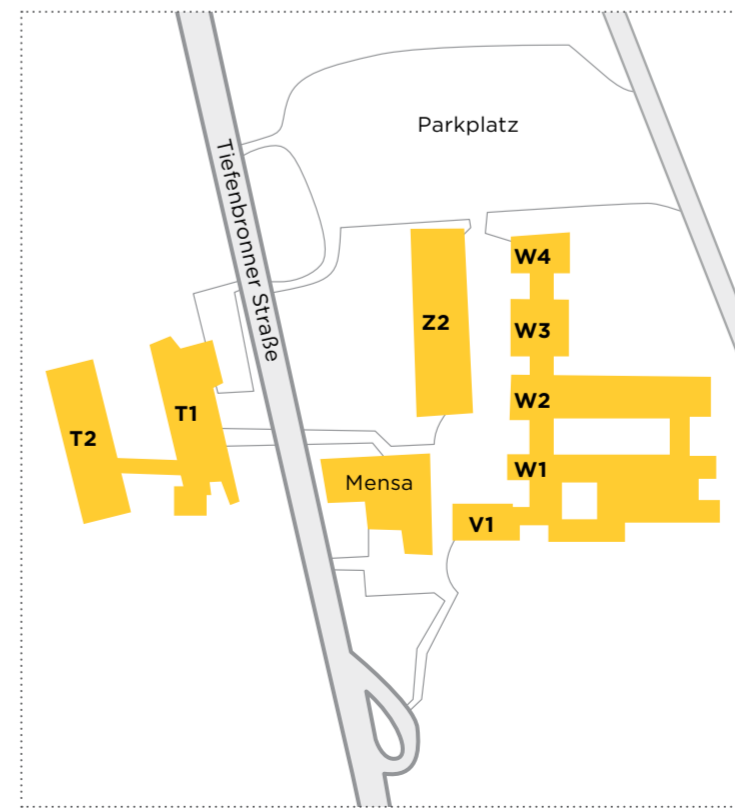 Parkplatz
Tiefenbronner Straße
W4
Z2
W3
W2
T1
T2
W1
Mensa
V1